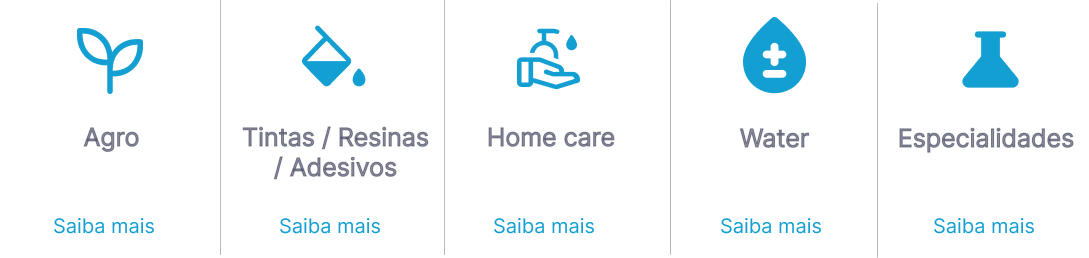 Agro
Saiba mais
Tintas / Resinas
/ Adesivos
Saiba mais
Home care
Saiba mais
Water
Saiba mais
Especialidades
Saiba mais